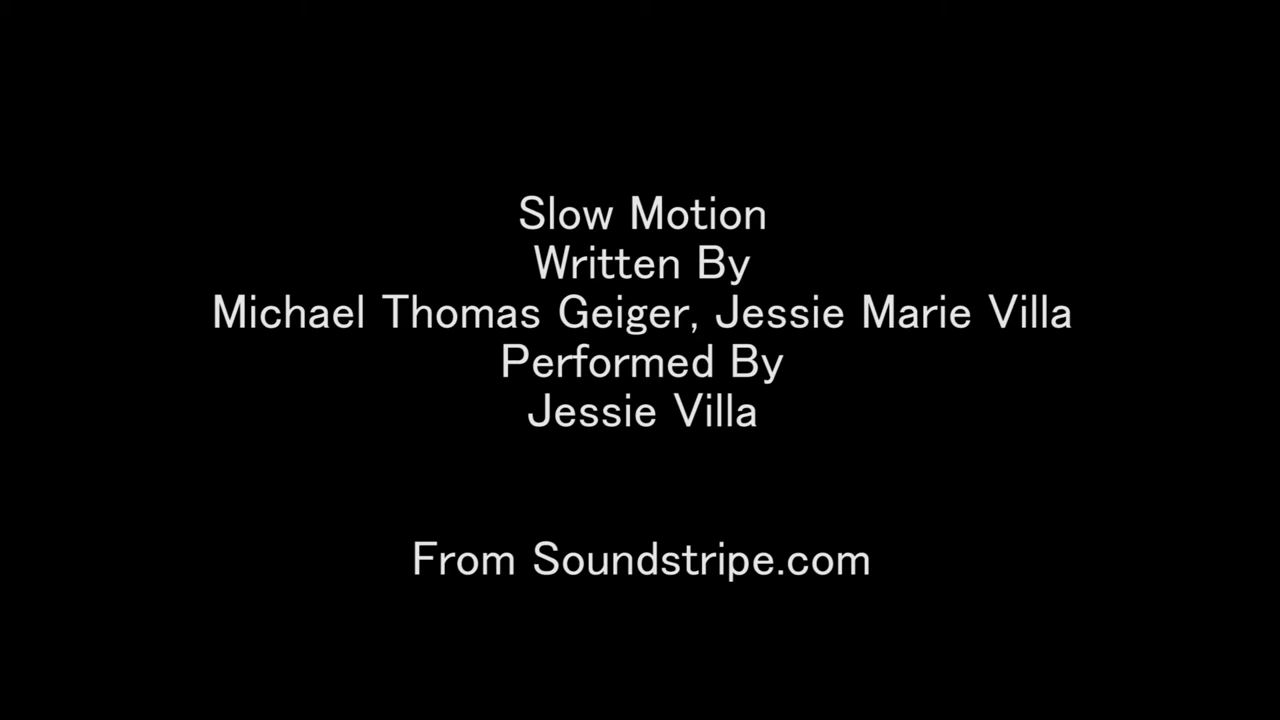 Slow Motion
Written By
Michael Thomas Geiger, Jessie Marie Villa
Performed By
Jessie Villa
From Soundstripe.com